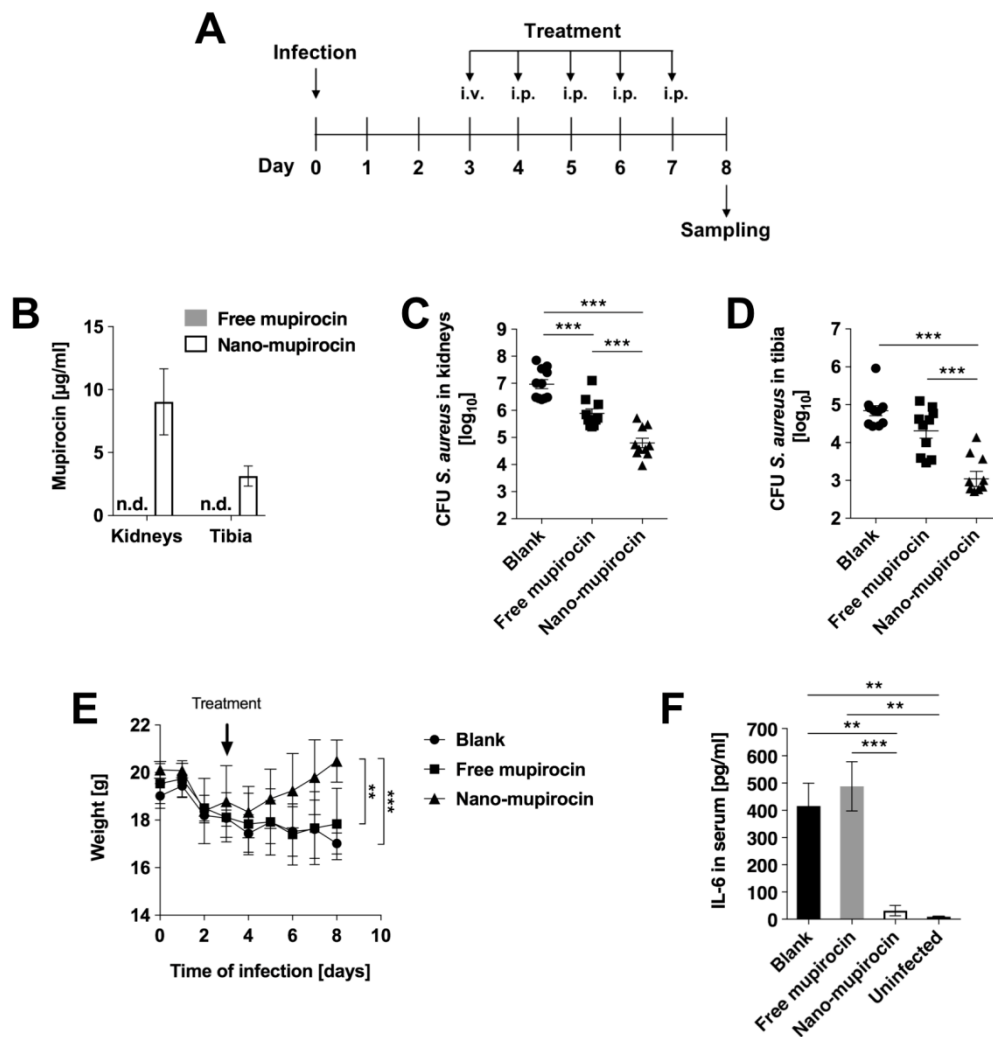 A
Infection
Treatment
i.v. i.p. i.p. i.p. i.p.
Day 0 1 2 3 4 5 6 7 8
Sampling
B
Mupirocin [µg/ml]
15
10
5
0
Free mupirocin
Nano-mupirocin
n.d. n.d.
Kidneys Tibia
C
CFU S. aureus in kidneys
[log10]
9
8
7
6
5
4
3
2
***
***
***
Blank
Free mupirocin
Nano-mupirocin
D
CFU S. aureus in tibia
[log10]
7
6
5
4
3
2
***
***
Blank
Free mupirocin
Nano-mupirocin
E
Treatment
Weight [g]
22
20
18
16
14
0 2 4 6 8 10
Time of infection [days]
Blank
Free mupirocin
Nano-mupirocin
**
***
F
IL-6 in serum [pg/ml]
700
600
500
400
300
200
100
0
**
**
**
***
Blank
Free mupirocin
Nano-mupirocin
Uninfected